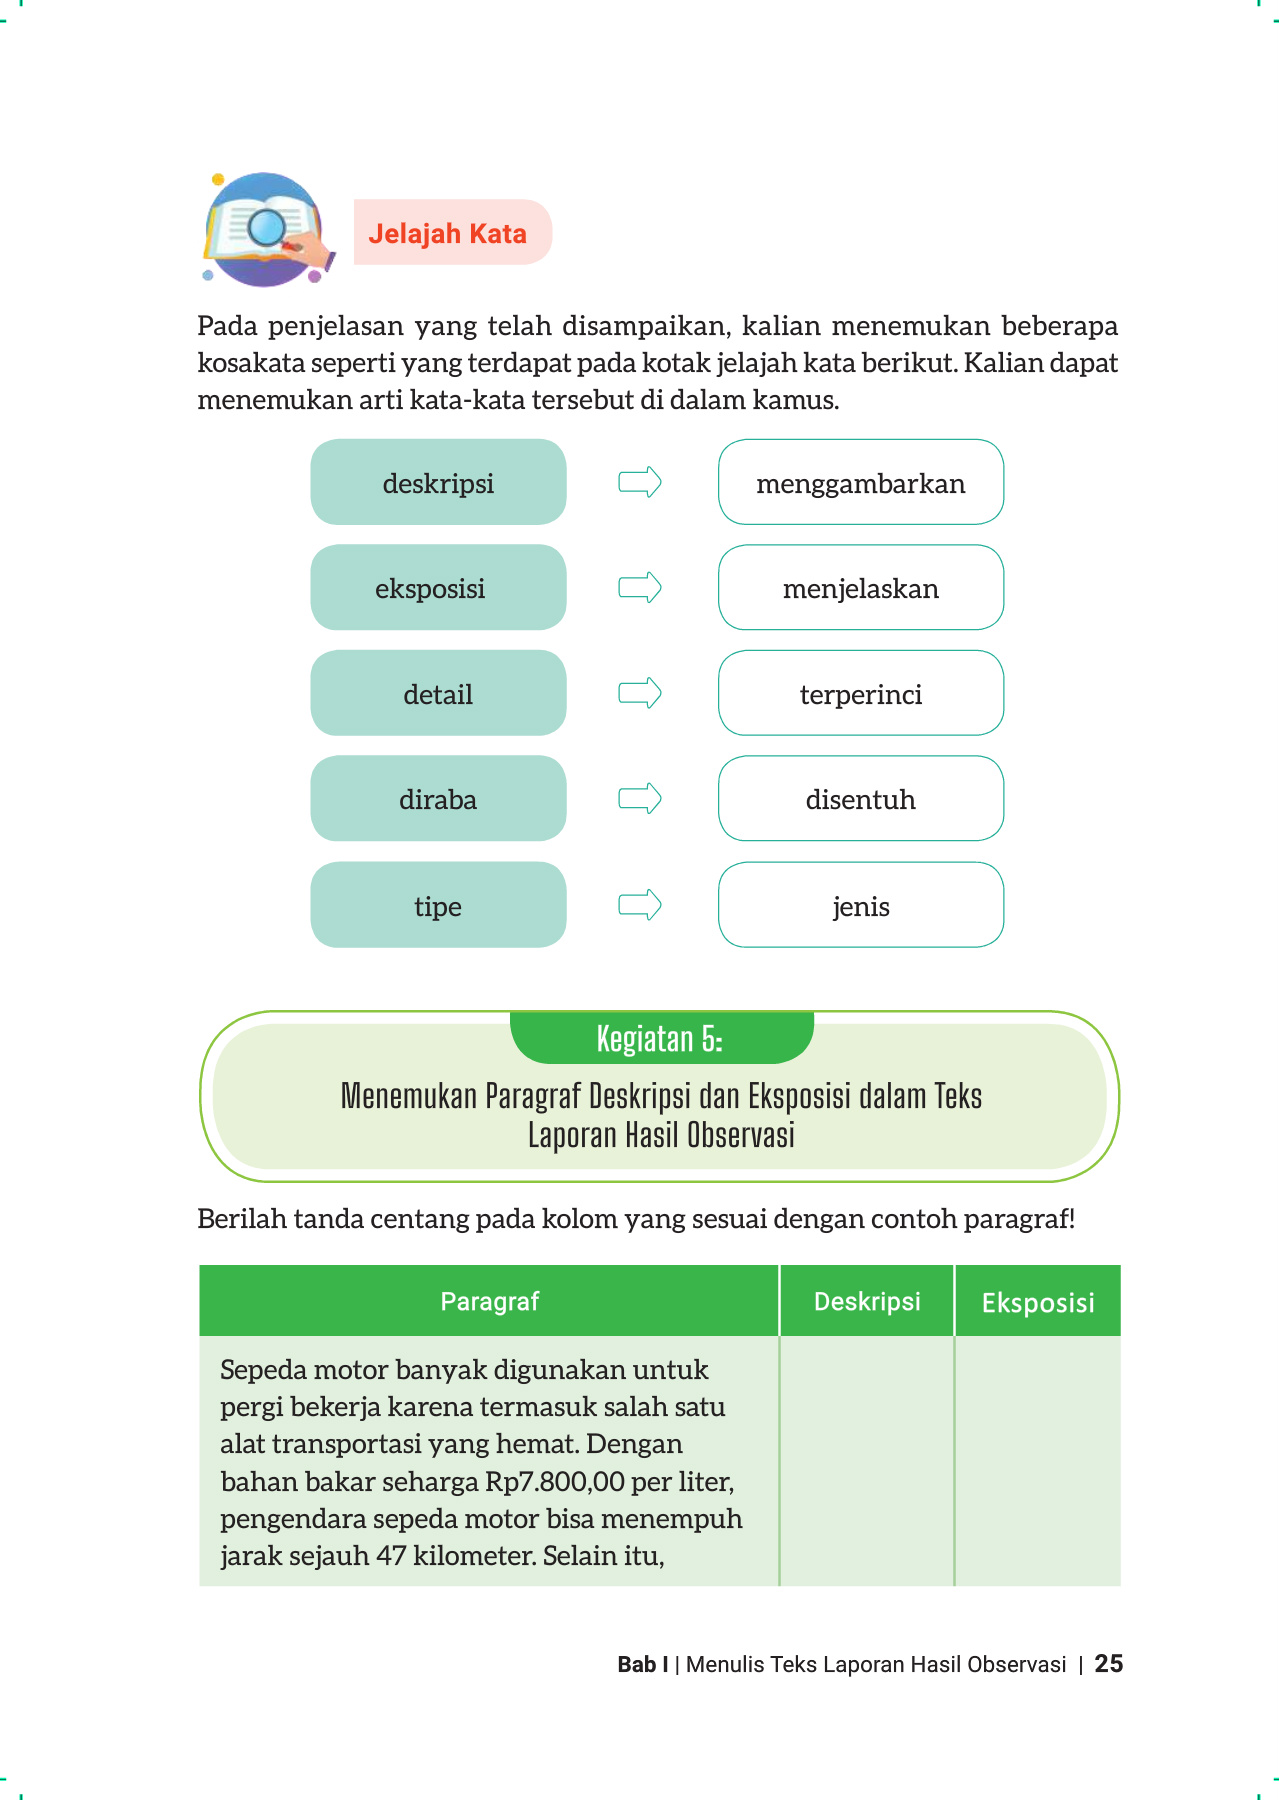 Jelajah Kata
Pada penjelasan yang telah disampaikan, kalian menemukan beberapa
kosakata seperti yang terdapat pada kotak jelajah kata berikut. Kalian dapat
menemukan arti kata-kata tersebut di dalam kamus.
deskripsi
menggambarkan
eksposisi
menjelaskan
detail
terperinci
diraba
disentuh
tipe
jenis
Kegiatan 5:
Menemukan Paragraf Deskripsi dan Eksposisi dalam Teks
Laporan Hasil Observasi
Berilah tanda centang pada kolom yang sesuai dengan contoh paragraf!
Paragraf
Deskripsi
Eksposisi
Sepeda motor banyak digunakan untuk
pergi bekerja karena termasuk salah satu
alat transportasi yang hemat. Dengan
bahan bakar seharga Rp7.800,00 per liter,
pengendara sepeda motor bisa menempuh
jarak sejauh 47 kilometer. Selain itu,
Bab I | Menulis Teks Laporan Hasil Observasi | 25